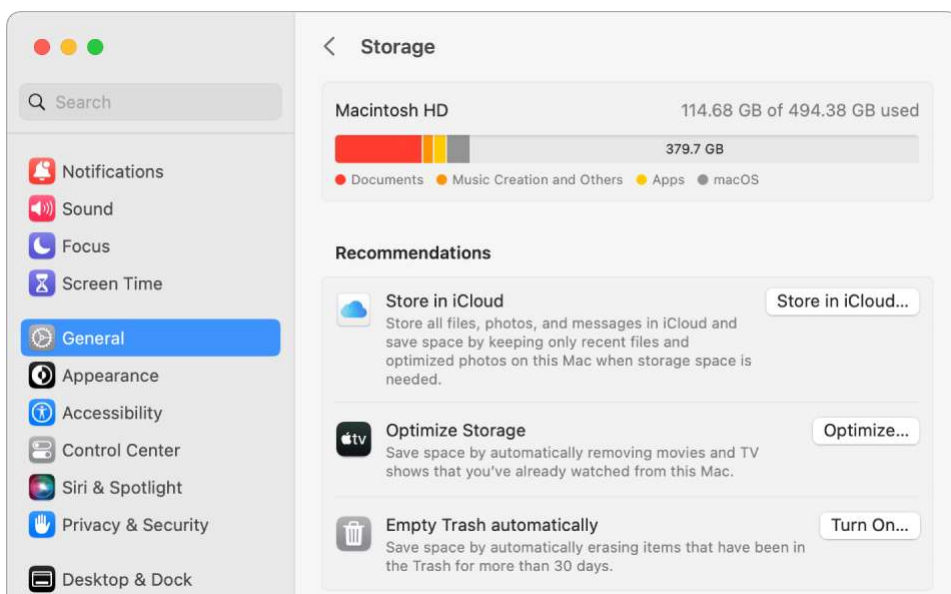 Search
Notifications
Sound
Focus
Screen Time
General
Appearance
Accessibility
Control Center
Siri & Spotlight
Privacy & Security
Desktop & Dock
Storage
Macintosh HD 114.68 GB of 494.38 GB used
379.7 GB
Documents Music Creation and Others Apps macOS
Recommendations
Store in iCloud Store in iCloud...
Store all files, photos, and messages in iCloud and
save space by keeping only recent files and
optimized photos on this Mac when storage space is
needed.
tv
Optimize Storage Optimize...
Save space by automatically removing movies and TV
shows that you've already watched from this Mac.
Empty Trash automatically Turn On...
Save space by automatically erasing items that have been in
the Trash for more than 30 days.